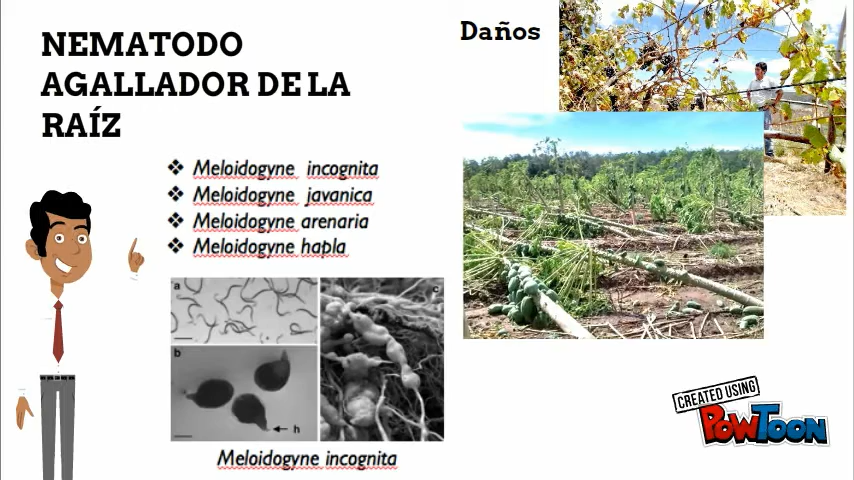 NEMATODO
AGALLADOR DE LA
RAÍZ
Daños
❖ Meloidogyne incognita
❖ Meloidogyne javanica
❖ Meloidogyne arenaria
❖ Meloidogyne hapla
a
c
b
h
Meloidogyne incognita
CREATED USING
POWTOON